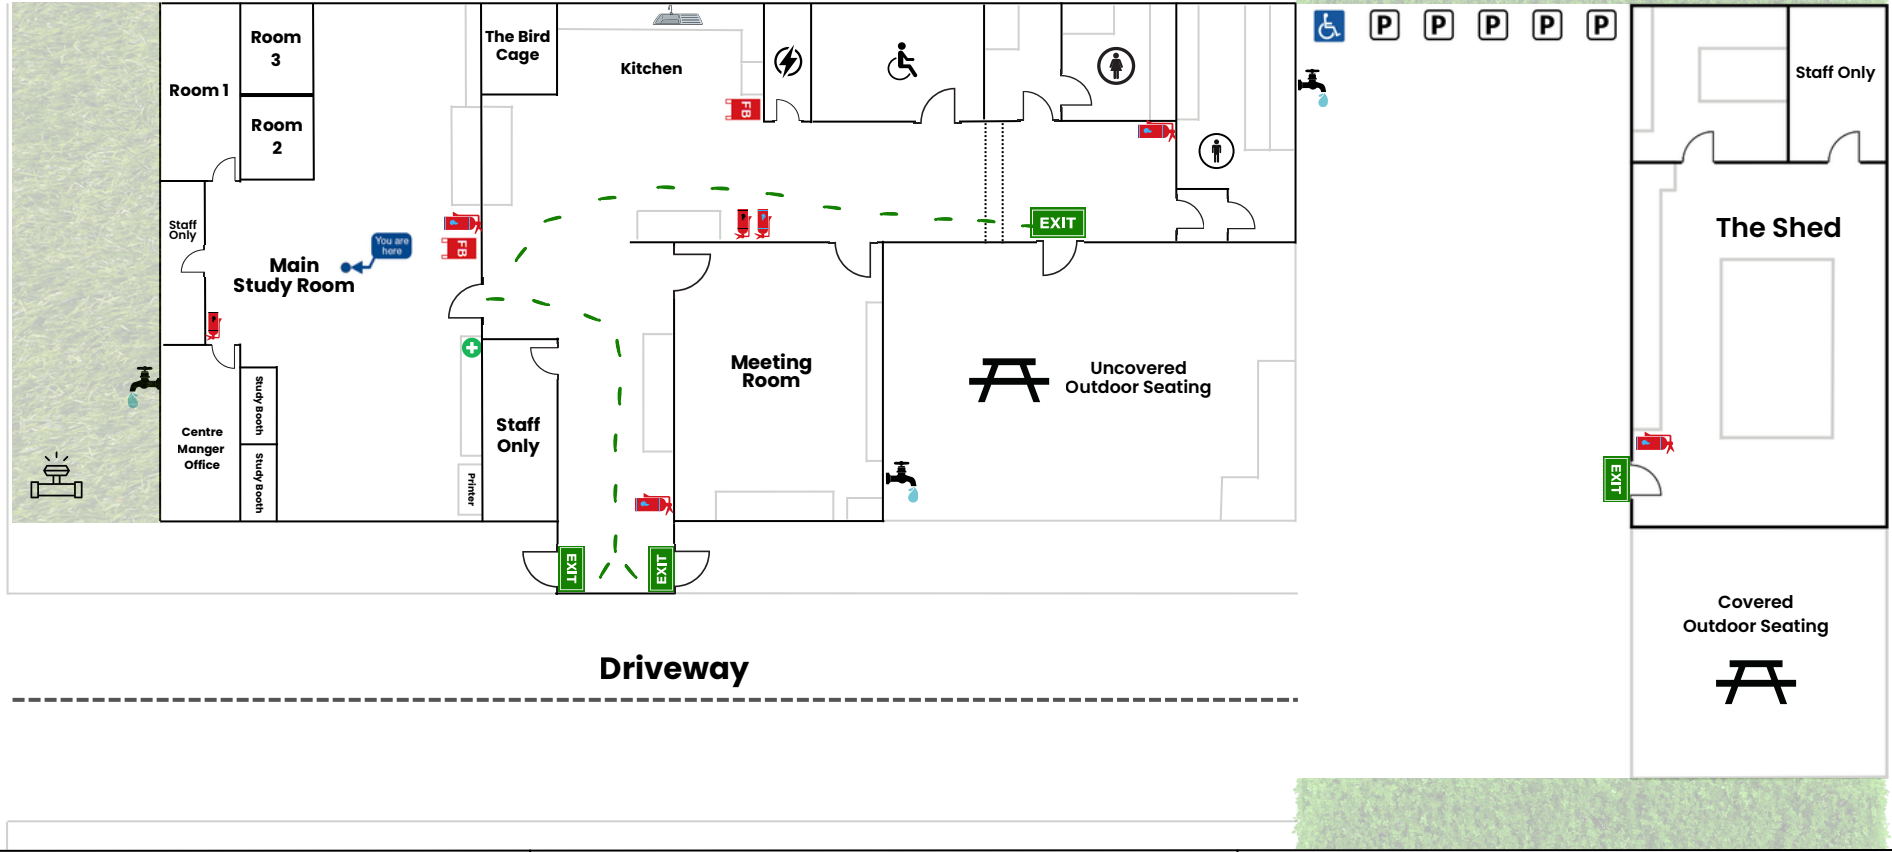 Room 1
Room
3
Room
2
The Bird
Cage
Kitchen
FB
P
P
P
P
P
Staff Only
Staff
Only
You are
here
FB
Main
Study Room
EXIT
The Shed
Meeting
Room
Uncovered
Outdoor Seating
Centre
Manger
Office
Study Booth
Study Booth
Printer
Staff
Only
EXIT
EXIT
EXIT
Covered
Outdoor Seating
Driveway